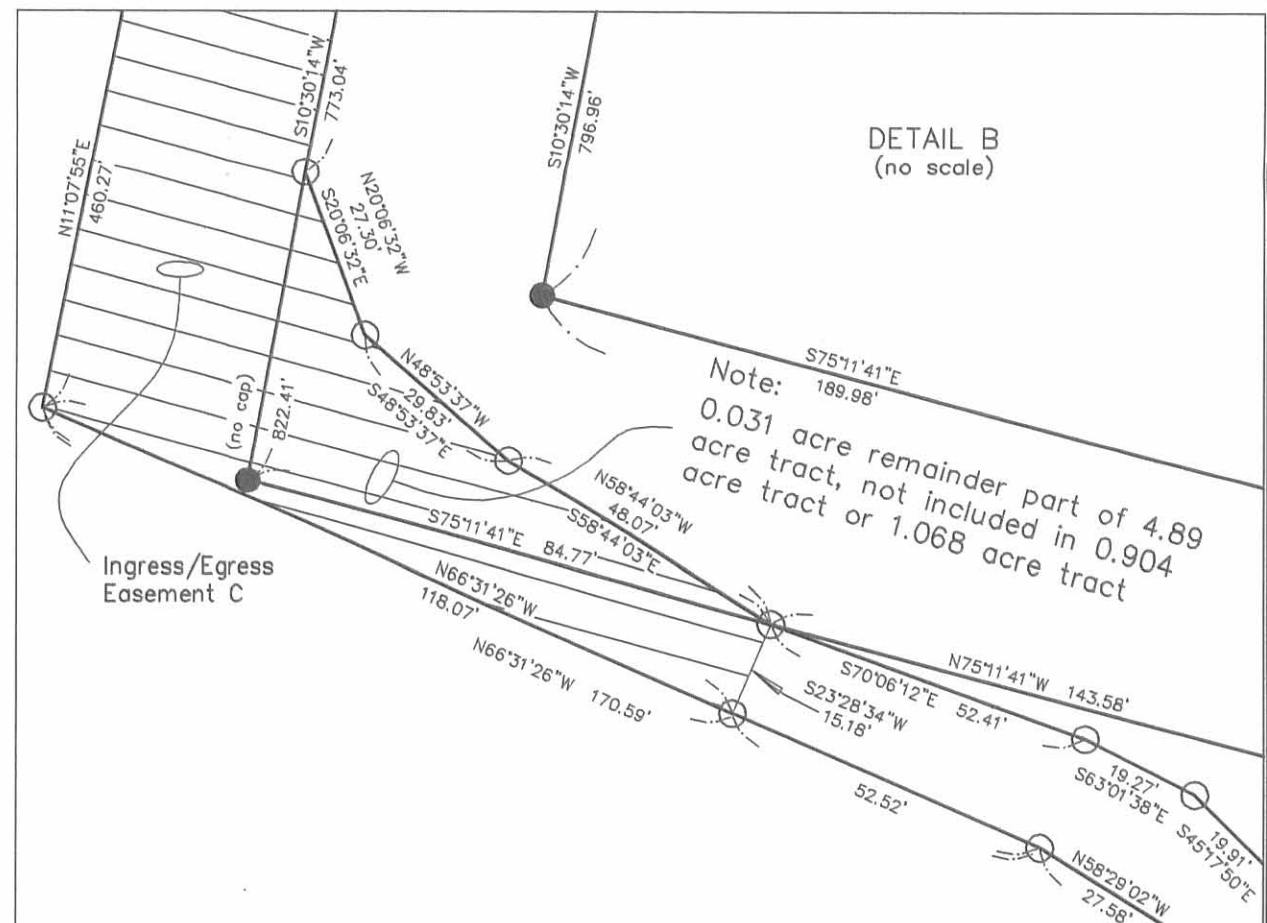 S10°30'14"W
773.04'
S10°30'14"W
796.96'
DETAIL B
(no scale)
N11°07'55"E
460.27'
N20°06'32"W
27.30'
S20°06'32"E
S75°11'41"E
189.98'
Note:
0.031 acre remainder part of 4.89
acre tract, not included in 0.904
acre tract or 1.068 acre tract
N48°53'37"W
29.83'
S48°53'37"E
(no cap)
822.41'
N58°44'03"W
48.07'
S58°44'03"E
S75°11'41"E 84.77'
Ingress/Egress
Easement C
N66°31'26"W
118.07'
N66°31'26"W 170.59'
N75°11'41"W 143.58'
S70°06'12"E 52.41'
S23°28'34"W
15.18'
19.27'
S63°01'38"E
52.52'
19.91'
S45°17'50"E
N58°29'02"W
27.58'